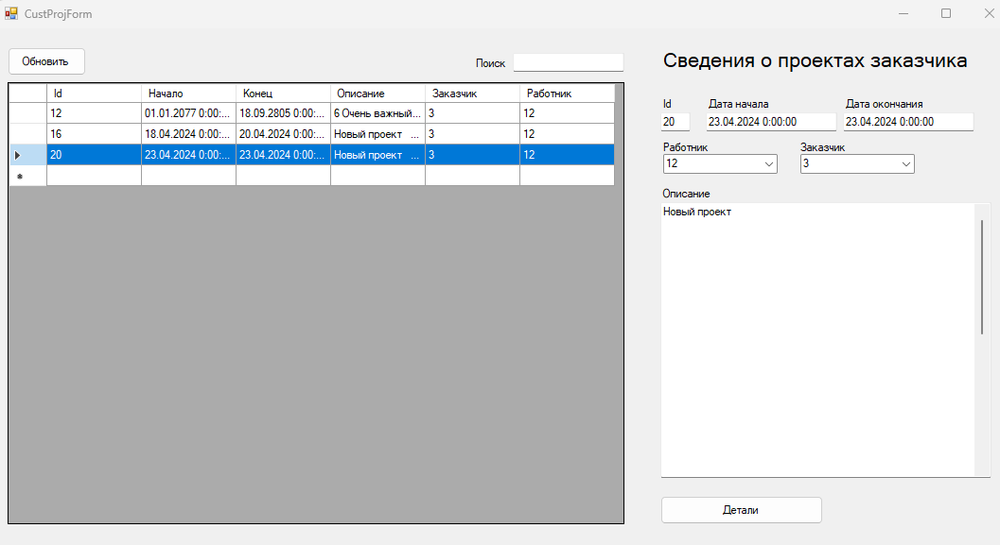 CustProjForm
Обновить
Поиск
Id Начало Конец Описание Заказчик Работник
12 01.01.2077 0:00:... 18.09.2805 0:00:... 6 Очень важный... 3 12
16 18.04.2024 0:00:... 20.04.2024 0:00:... Новый проект ... 3 12
20 23.04.2024 0:00:... 23.04.2024 0:00:... Новый проект ... 3 12
Сведения о проектах заказчика
Id Дата начала Дата окончания
20 23.04.2024 0:00:00 23.04.2024 0:00:00
Работник Заказчик
12 3
Описание
Новый проект
Детали